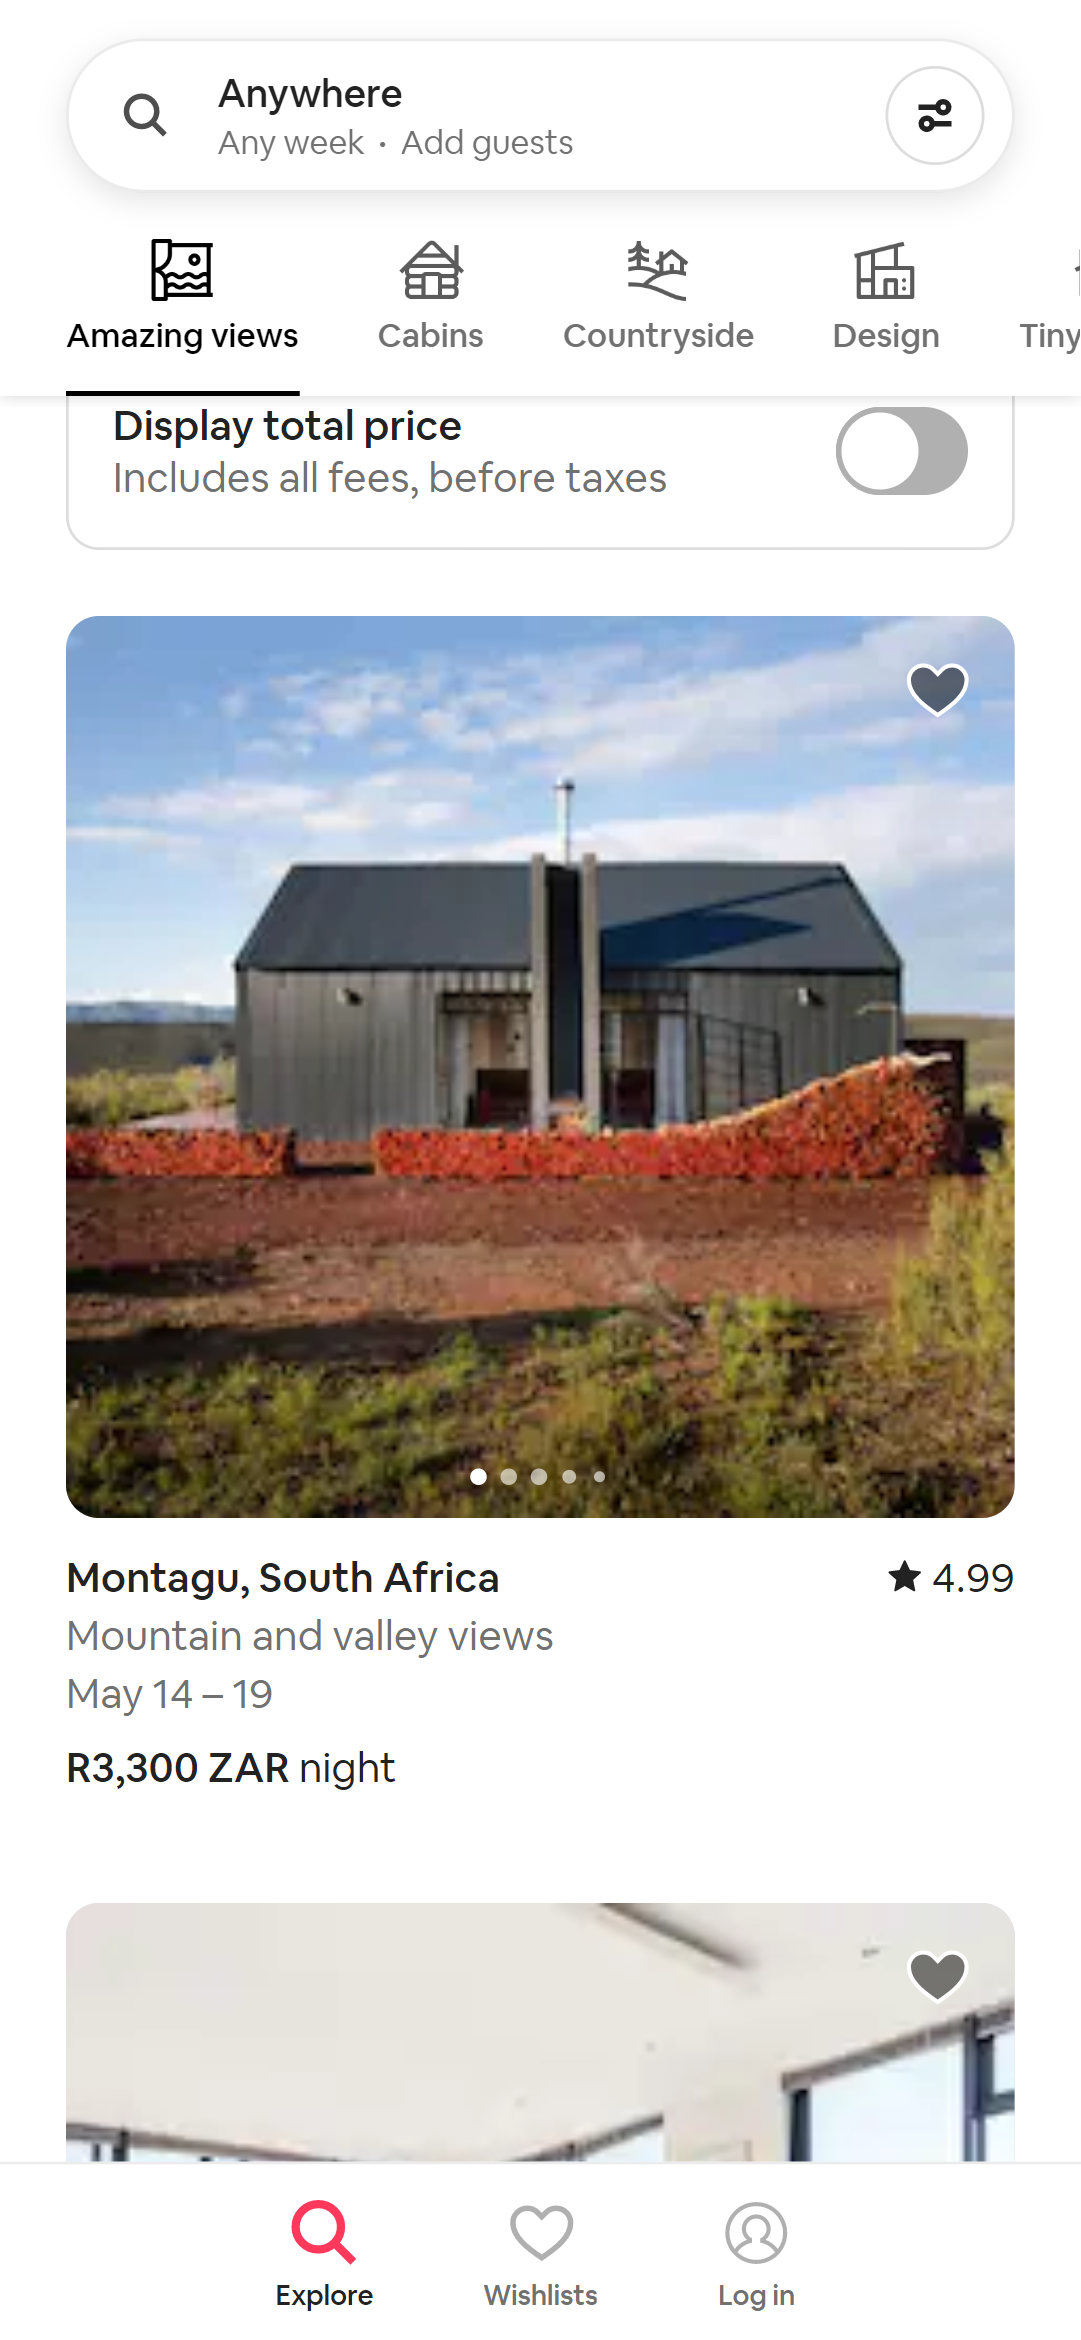 Anywhere
Any week · Add guests
Amazing views
Cabins
Countryside
Design
Tiny
Display total price
Includes all fees, before taxes
Montagu, South Africa
4.99
Mountain and valley views
May 14 – 19
R3,300 ZAR night
Explore
Wishlists
Log in